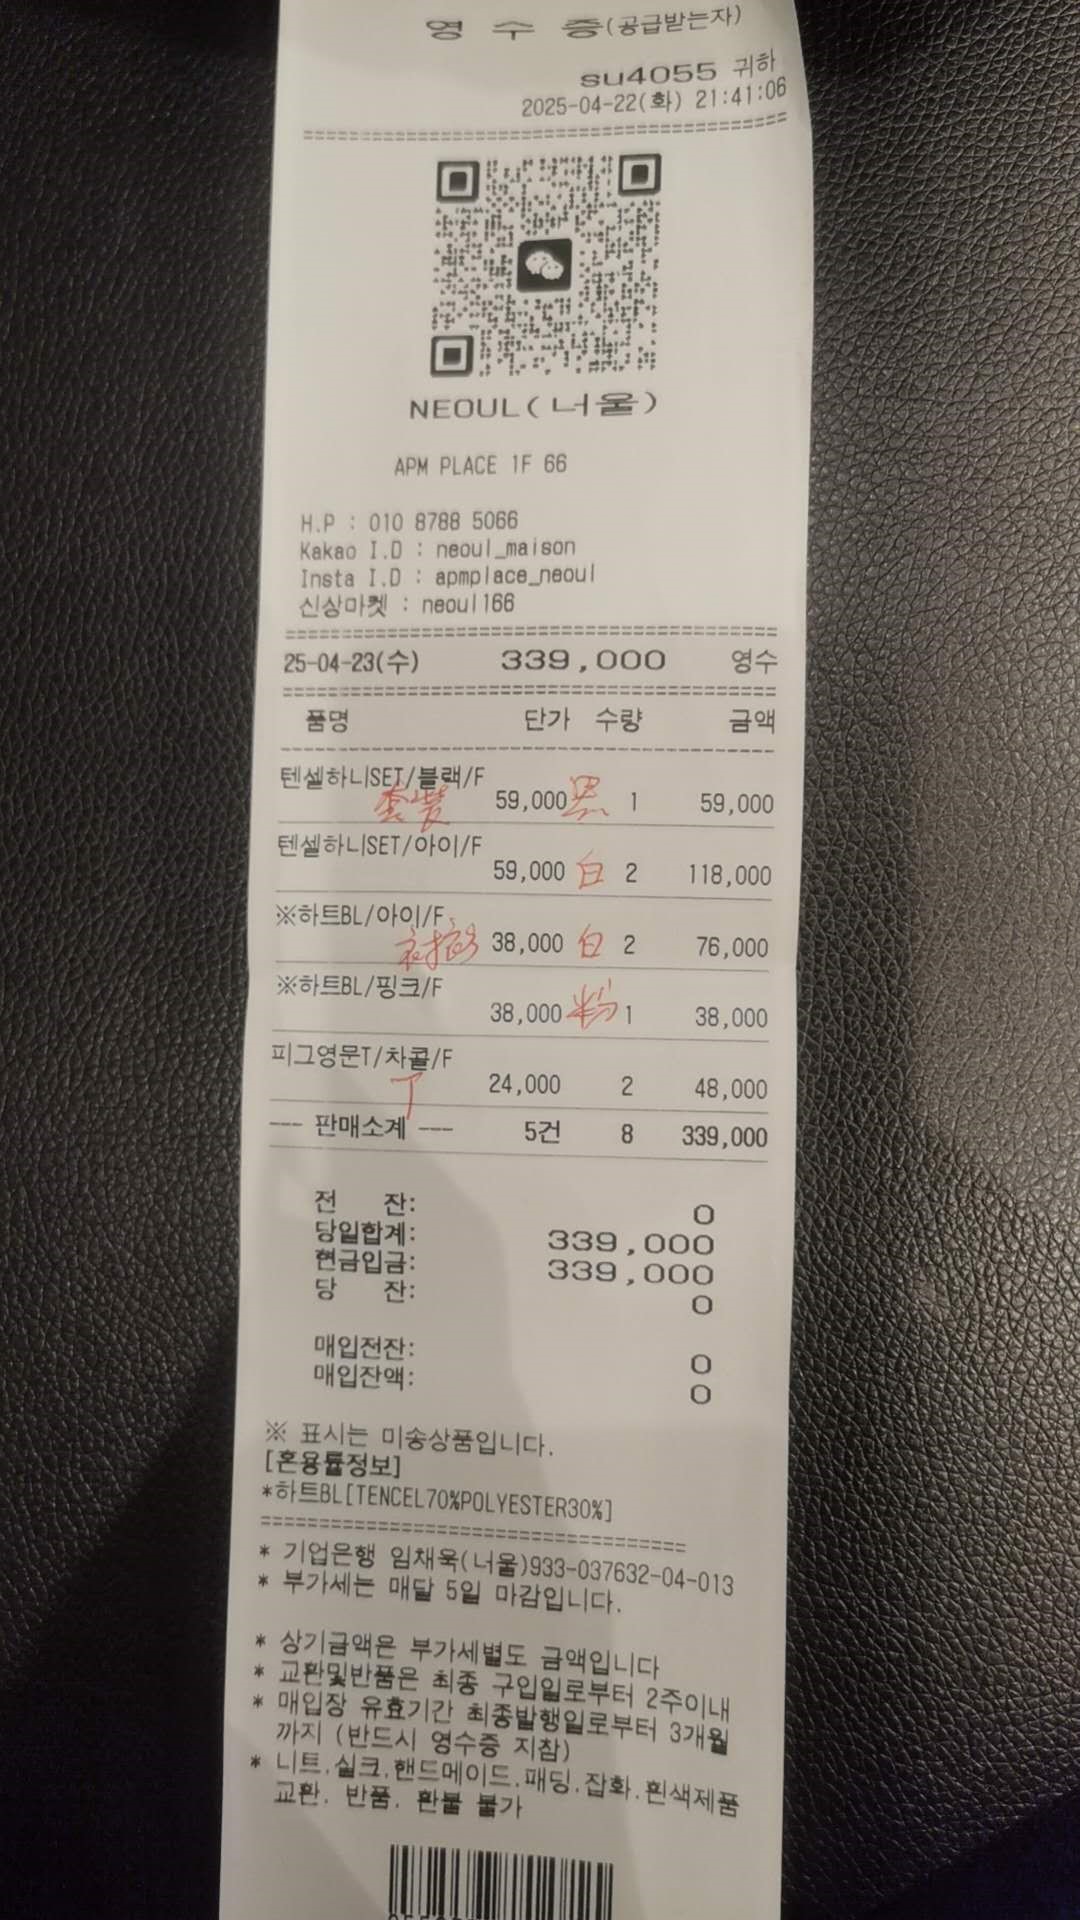 영 수 증(공급받는자)
su4055 귀하
2025-04-22(화) 21:41:06
NEOUL(너울)
APM PLACE 1F 66
H.P : 010 8788 5066
Kakao I.D : neoul_maison
Insta I.D : apmplace_neoul
신상마켓 : neoul166
25-04-23(수) 339,000 영수
품명 단가 수량 금액
텐셀하니SET/블랙/F
套装 59,000 黑 1 59,000
텐셀하니SET/아이/F
59,000 白 2 118,000
※하트BL/아이/F
衬衫 38,000 白 2 76,000
※하트BL/핑크/F
38,000 粉 1 38,000
피그영문T/차콜/F
T 24,000 2 48,000
--- 판매소계 --- 5건 8 339,000
전 잔: 0
당일합계: 339,000
현금입금: 339,000
당 잔: 0
매입전잔: 0
매입잔액: 0
※ 표시는 미송상품입니다.
[혼용률정보]
*하트BL[TENCEL70%POLYESTER30%]
* 기업은행 임채욱(너울)933-037632-04-013
* 부가세는 매달 5일 마감입니다.
* 상기금액은 부가세별도 금액입니다
* 교환및반품은 최종 구입일로부터 2주이내
* 매입장 유효기간 최종발행일로부터 3개월
까지 (반드시 영수증 지참)
* 니트.실크.핸드메이드.패딩.잡화.흰색제품
교환. 반품. 환불 불가